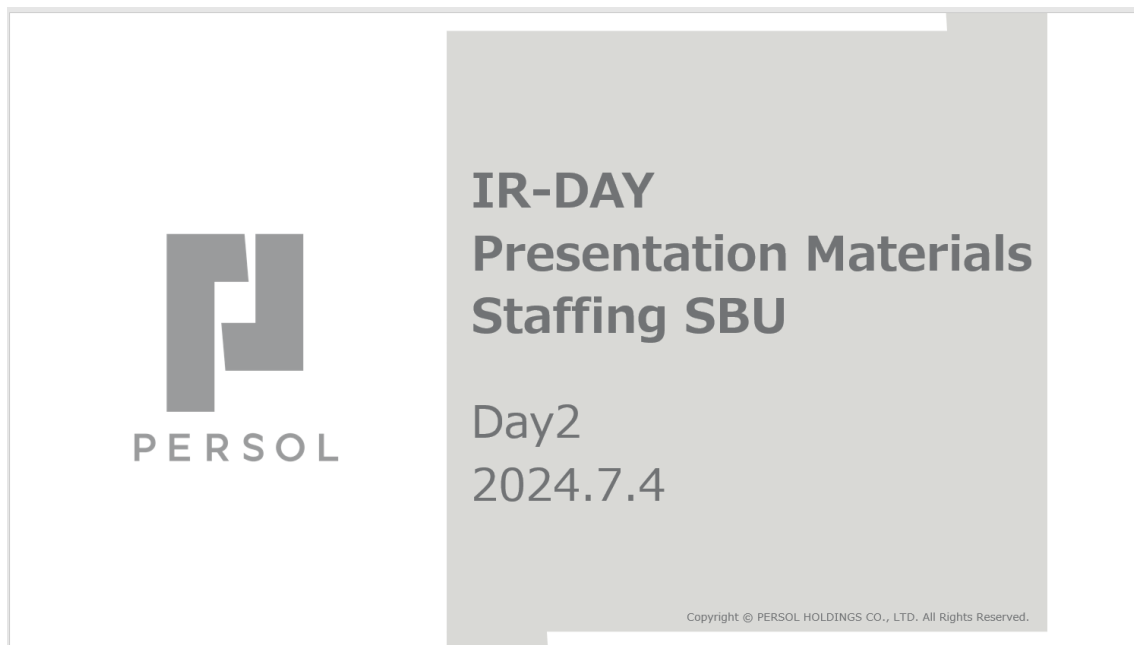 PERSOL
IR-DAY
Presentation Materials
Staffing SBU
Day2
2024.7.4
Copyright © PERSOL HOLDINGS CO., LTD. All Rights Reserved.